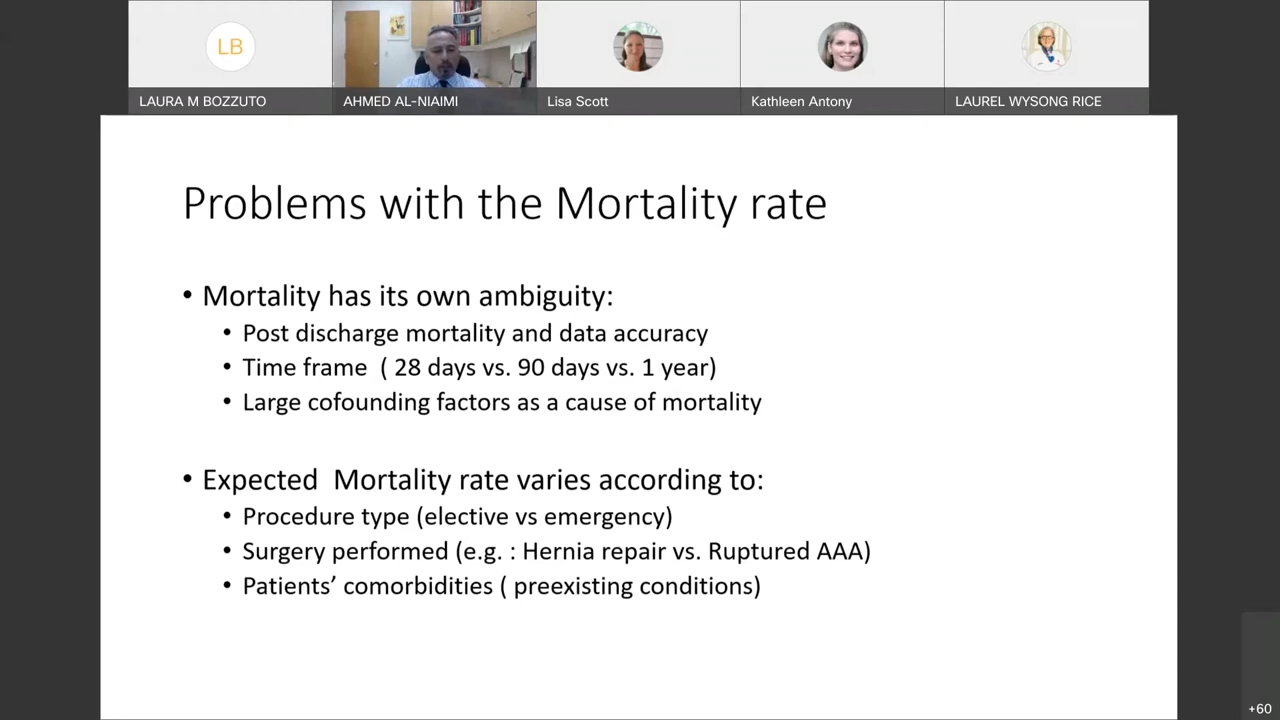 LB
LAURA M BOZZUTO
AHMED AL-NIAIMI
Lisa Scott
Kathleen Antony
LAUREL WYSONG RICE
Problems with the Mortality rate
• Mortality has its own ambiguity:
• Post discharge mortality and data accuracy
• Time frame ( 28 days vs. 90 days vs. 1 year)
• Large cofounding factors as a cause of mortality
• Expected Mortality rate varies according to:
• Procedure type (elective vs emergency)
• Surgery performed (e.g. : Hernia repair vs. Ruptured AAA)
• Patients’ comorbidities ( preexisting conditions)
+60